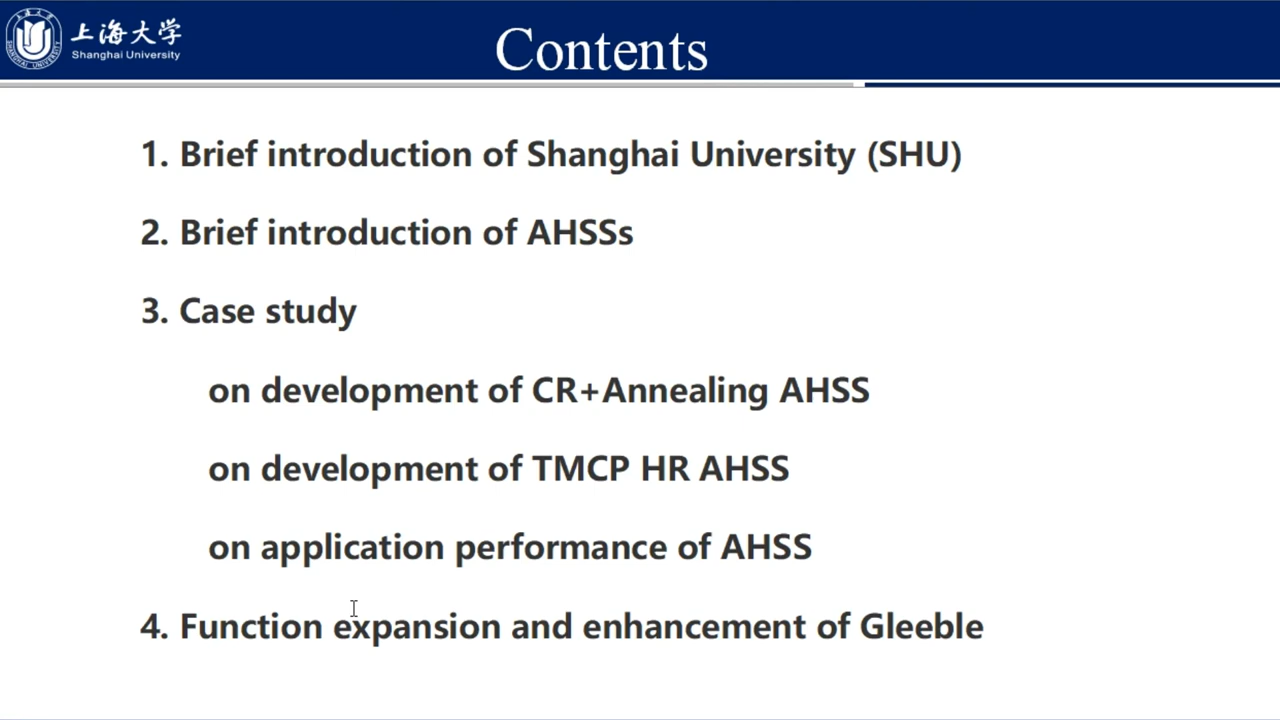 上海大学
Shanghai University
Contents
1. Brief introduction of Shanghai University (SHU)
2. Brief introduction of AHSSs
3. Case study
on development of CR+Annealing AHSS
on development of TMCP HR AHSS
on application performance of AHSS
4. Function expansion and enhancement of Gleeble